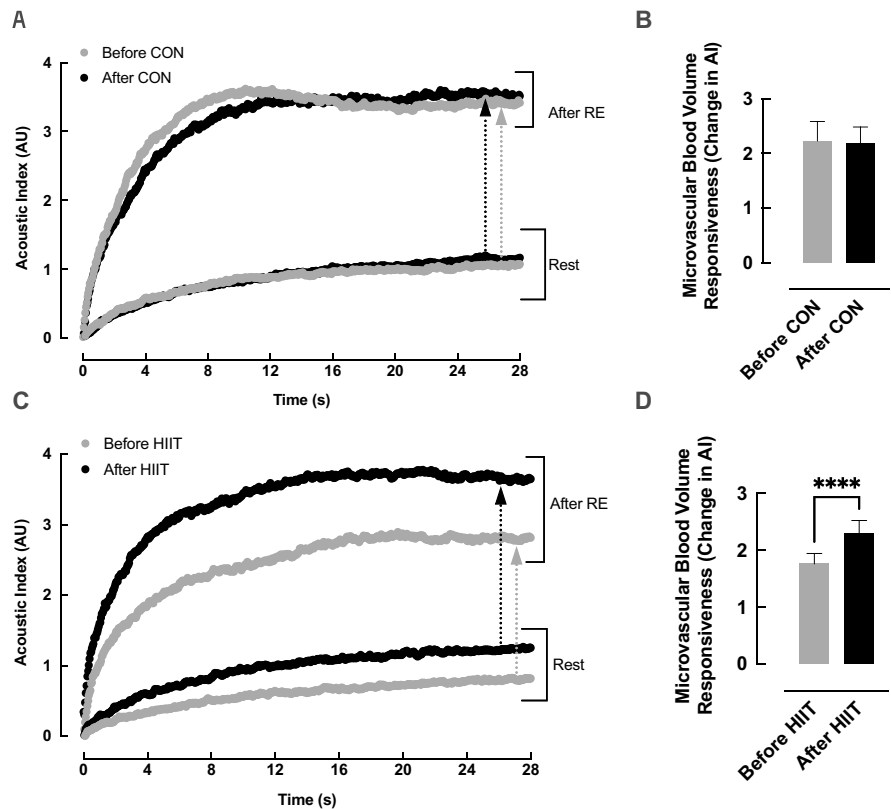 A
Before CON
After CON
4
3
2
1
0
Acoustic Index (AU)
After RE
Rest
0
4
8
10
16
20
24
28
Time (s)
B
Microvascular Blood Volume
Responsiveness (Change in AI)
3
2
1
0
Before CON
After CON
C
Before HIIT
After HIIT
4
3
2
1
0
Acoustic Index (AU)
After RE
Rest
0
4
8
10
16
20
24
28
Time (s)
D
Microvascular Blood Volume
Responsiveness (Change in AI)
3
2
1
0
****
Before HIIT
After HIIT